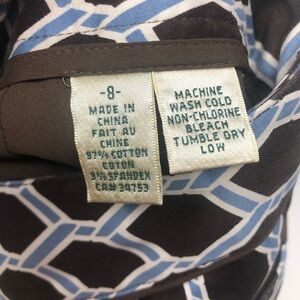 -8-
MADE IN
CHINA
FAIT AU
CHINE
97% COTTON
COTON
3% SPANDEX
CA# 34753
MACHINE
WASH COLD
NON-CHLORINE
BLEACH
TUMBLE DRY
LOW